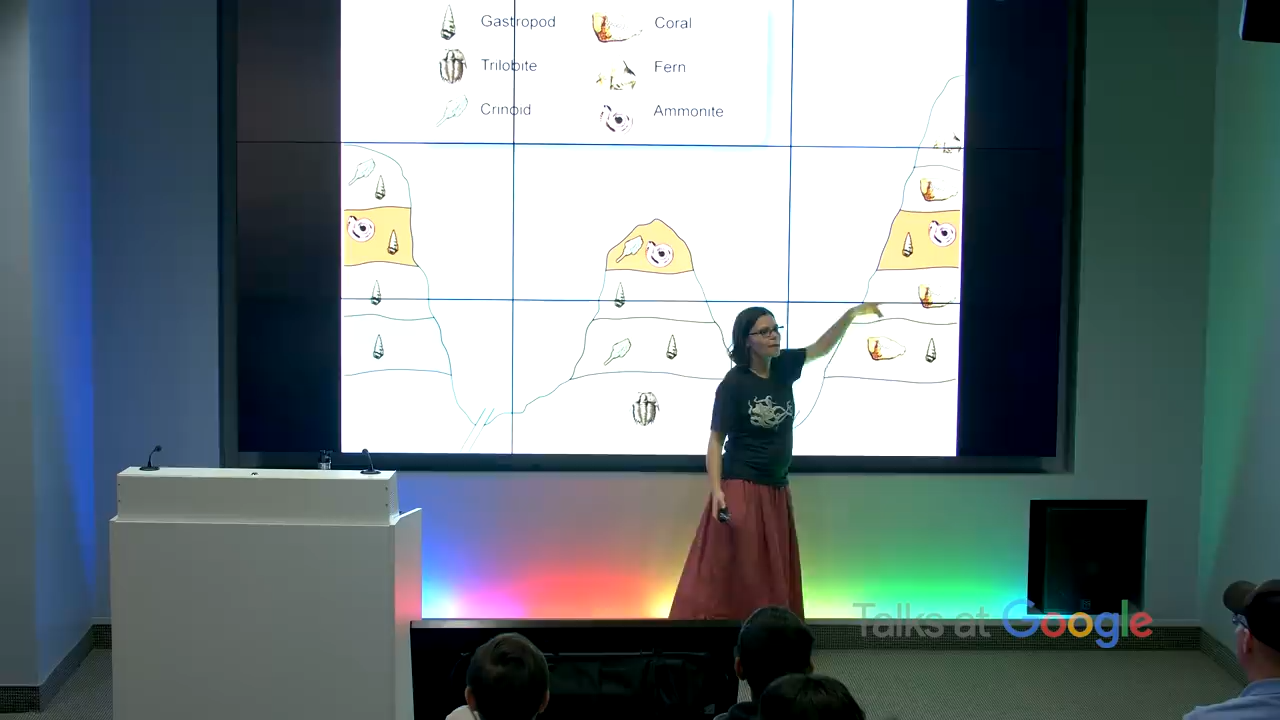 Gastropod
Coral
Trilobite
Fern
Crinoid
Ammonite
Talks at Google